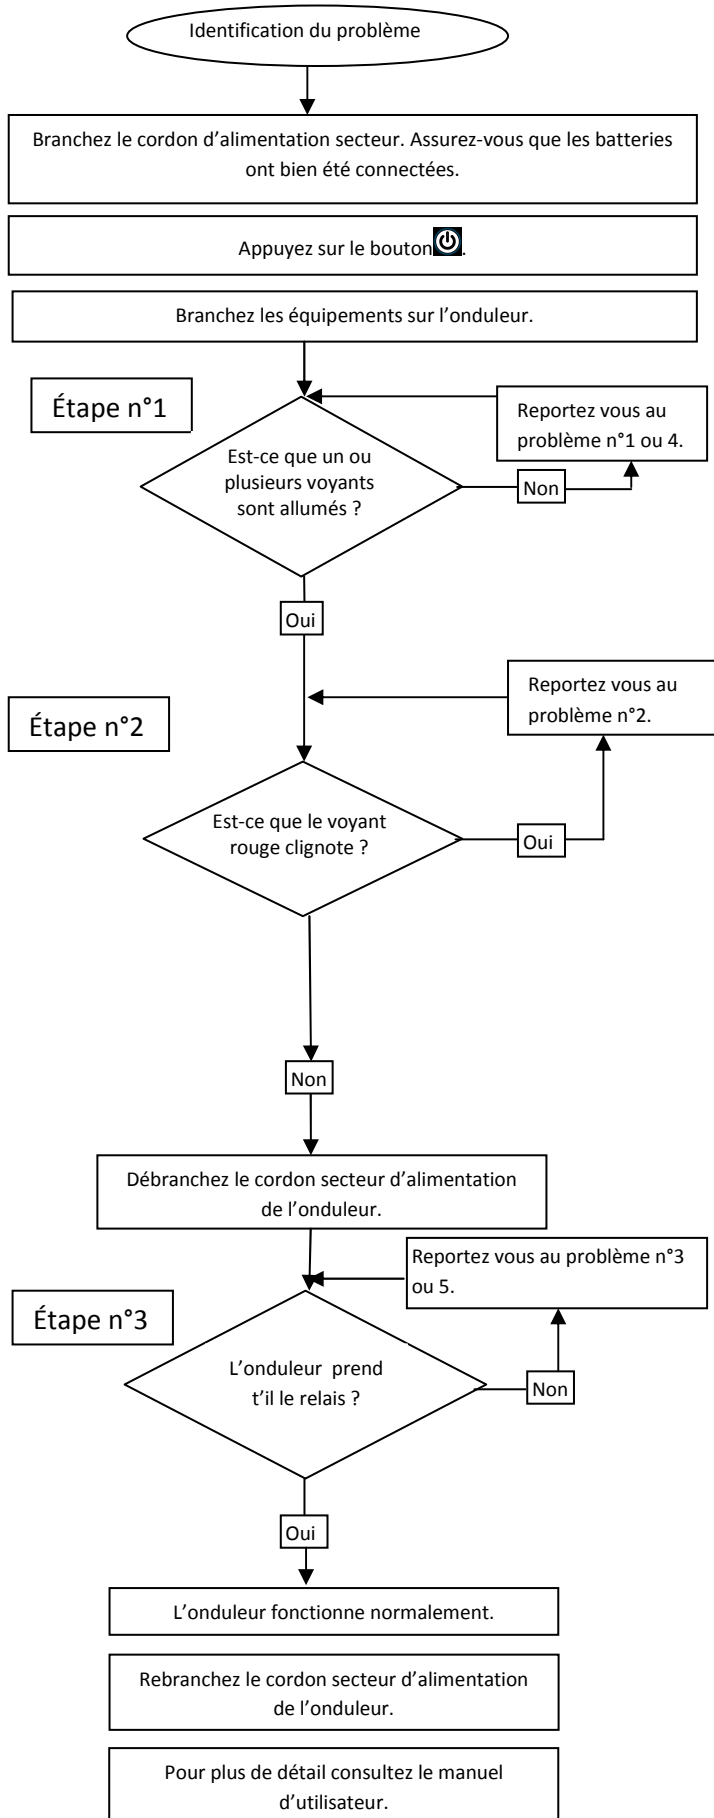 Identification du problème
Branchez le cordon d'alimentation secteur. Assurez-vous que les batteries
ont bien été connectées.
Appuyez sur le bouton .
Branchez les équipements sur l'onduleur.
Étape n°1
Reportez vous au
problème n°1 ou 4.
Est-ce que un ou
plusieurs voyants
sont allumés ?
Non
Oui
Reportez vous au
problème n°2.
Étape n°2
Est-ce que le voyant
rouge clignote ?
Oui
Non
Débranchez le cordon secteur d'alimentation
de l'onduleur.
Reportez vous au problème n°3
ou 5.
Étape n°3
L'onduleur prend
t'il le relais ?
Non
Oui
L'onduleur fonctionne normalement.
Rebranchez le cordon secteur d'alimentation
de l'onduleur.
Pour plus de détail consultez le manuel
d'utilisateur.